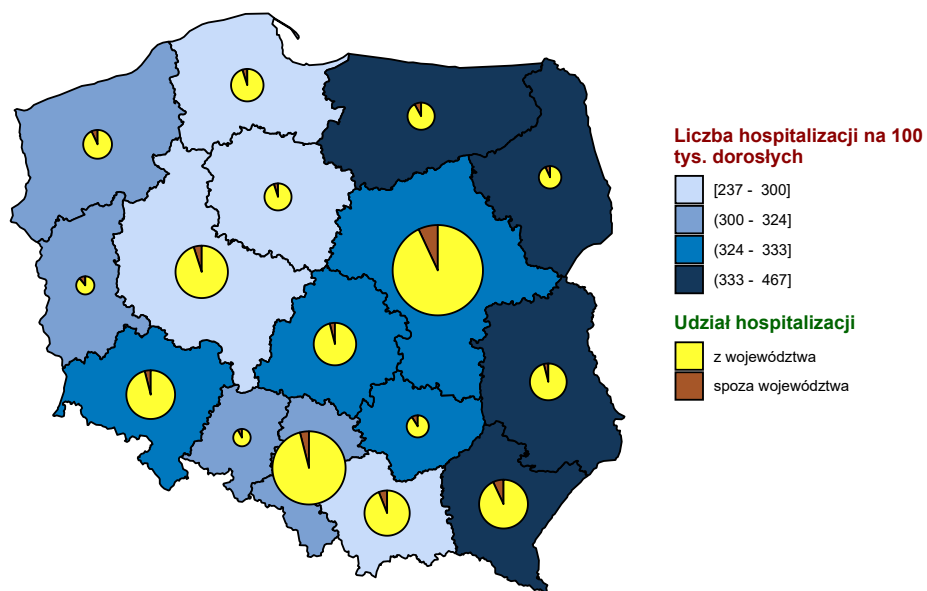 Liczba hospitalizacji na 100
tys. dorosłych
[237 - 300]
(300 - 324]
(324 - 333]
(333 - 467]
Udział hospitalizacji
z województwa
spoza województwa